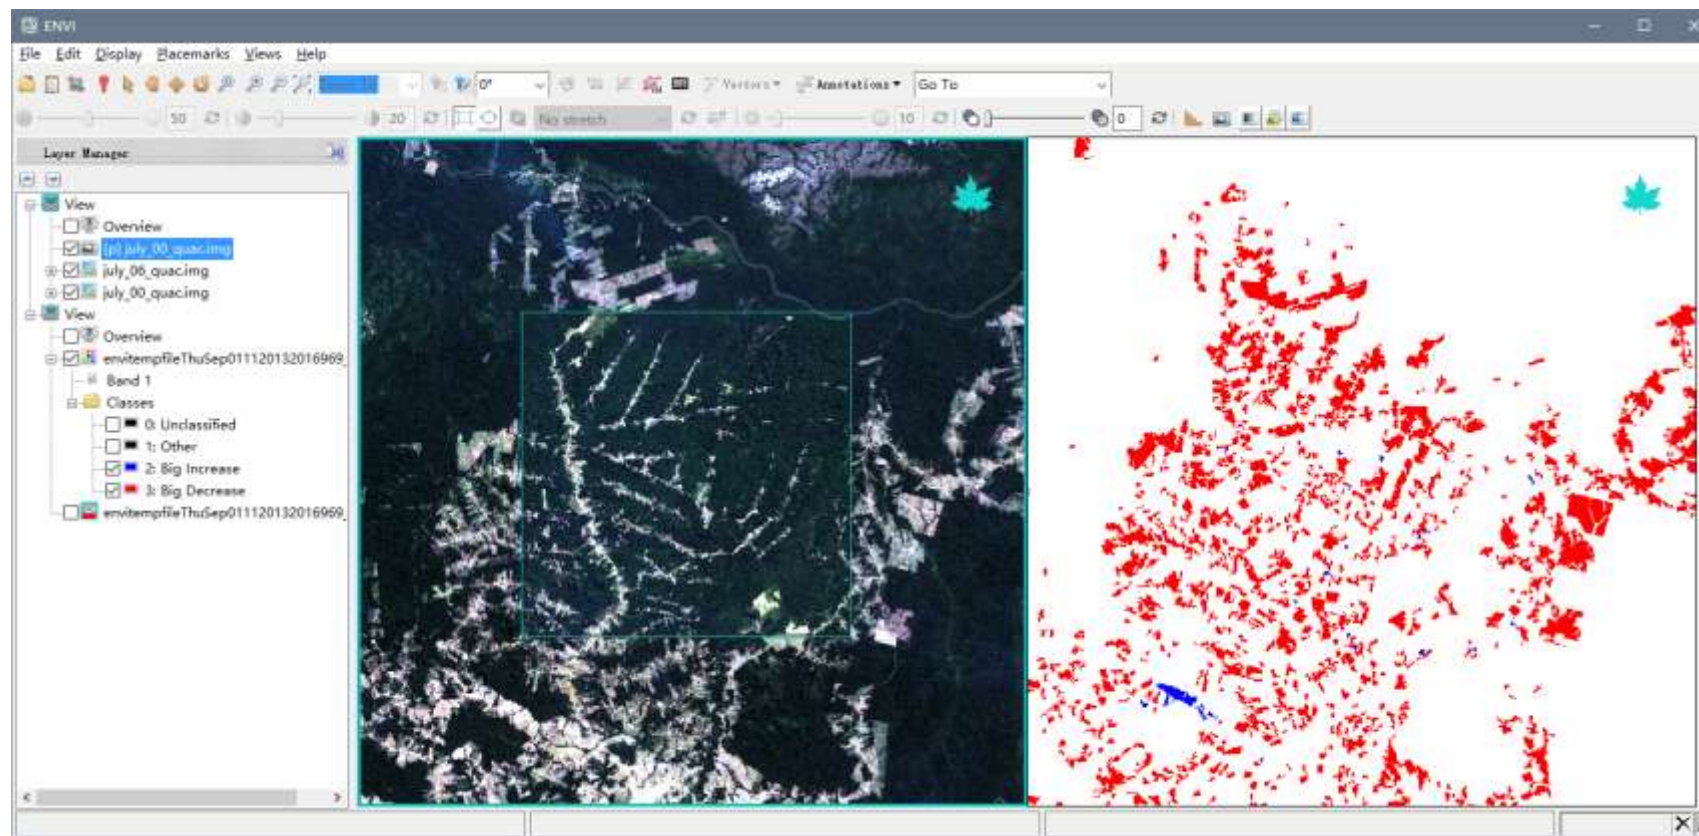 ENVI
File Edit Display Placemarks Views Help
0° Vectors Annotations Go To
50 20 No stretch 10 0
Layer Manager
View
Overview
(p) july_00_quac.img
july_06_quac.img
july_00_quac.img
View
Overview
envitempfileThuSep011120132016969_
Band 1
Classes
0: Unclassified
1: Other
2: Big Increase
3: Big Decrease
envitempfileThuSep011120132016969_